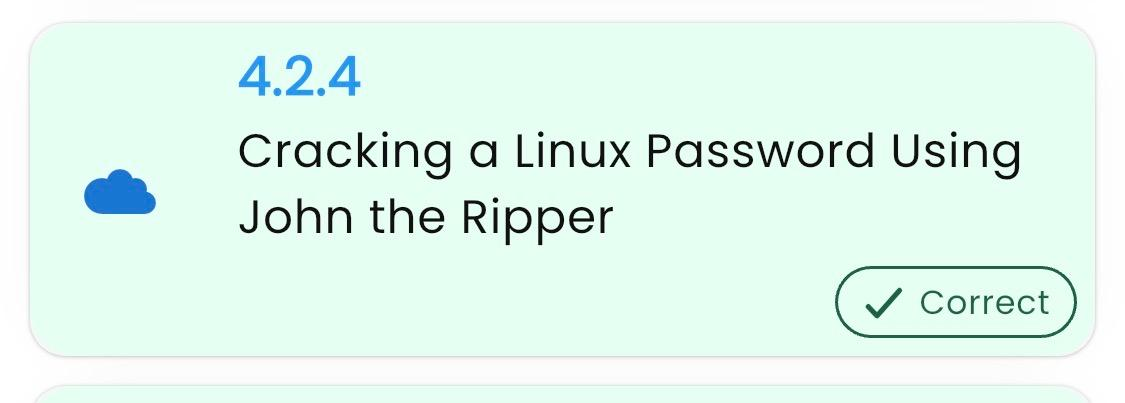 4.2.4
Cracking a Linux Password Using
John the Ripper
Correct